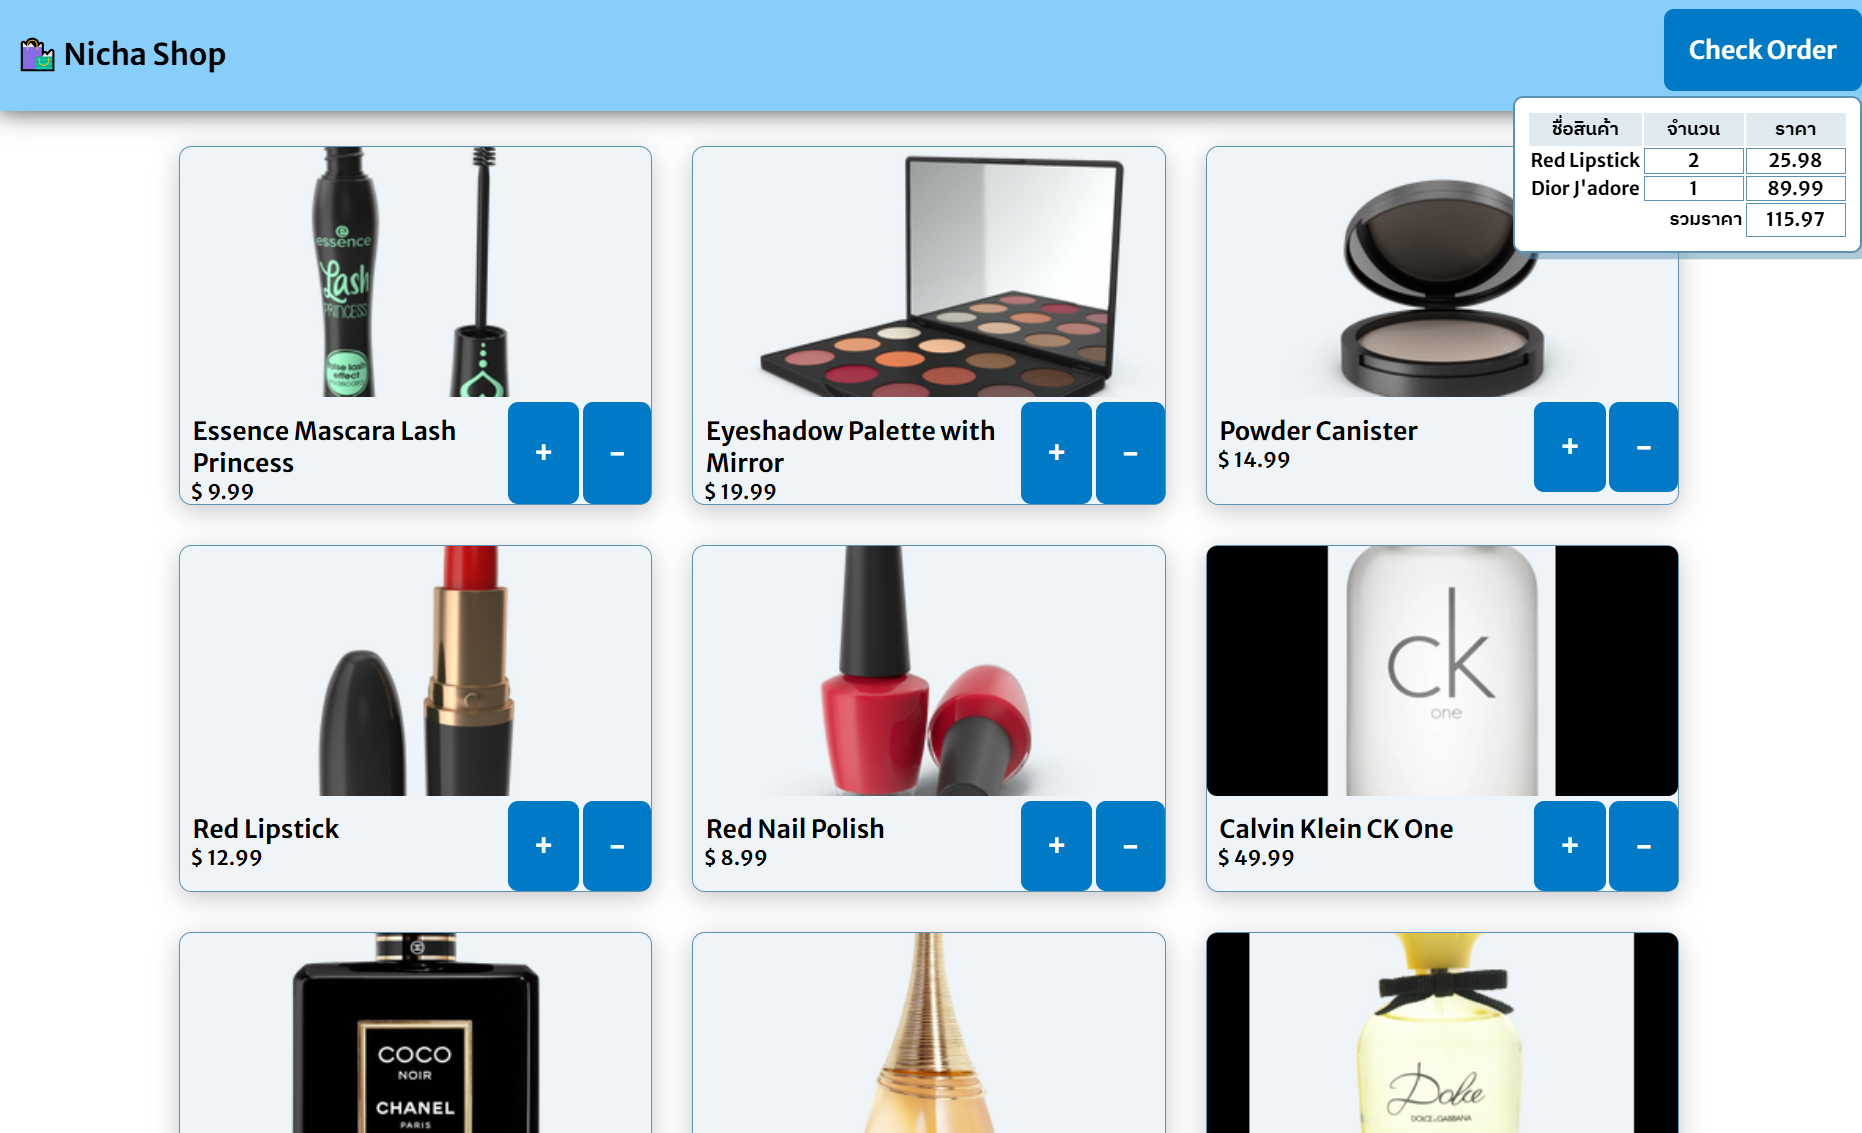 Nicha Shop
Check Order
ชื่อสินค้า จำนวน ราคา
Red Lipstick 2 25.98
Dior J'adore 1 89.99
รวมราคา 115.97
essence
Lash
PRINCESS
false lash
effect
mascara
Essence Mascara Lash
Princess
$ 9.99
+ −
Eyeshadow Palette with
Mirror
$ 19.99
+ −
Powder Canister
$ 14.99
+ −
Red Lipstick
$ 12.99
+ −
Red Nail Polish
$ 8.99
+ −
ck
one
Calvin Klein CK One
$ 49.99
+ −
COCO
NOIR
CHANEL
PARIS
Dolce
DOLCE & GABBANA